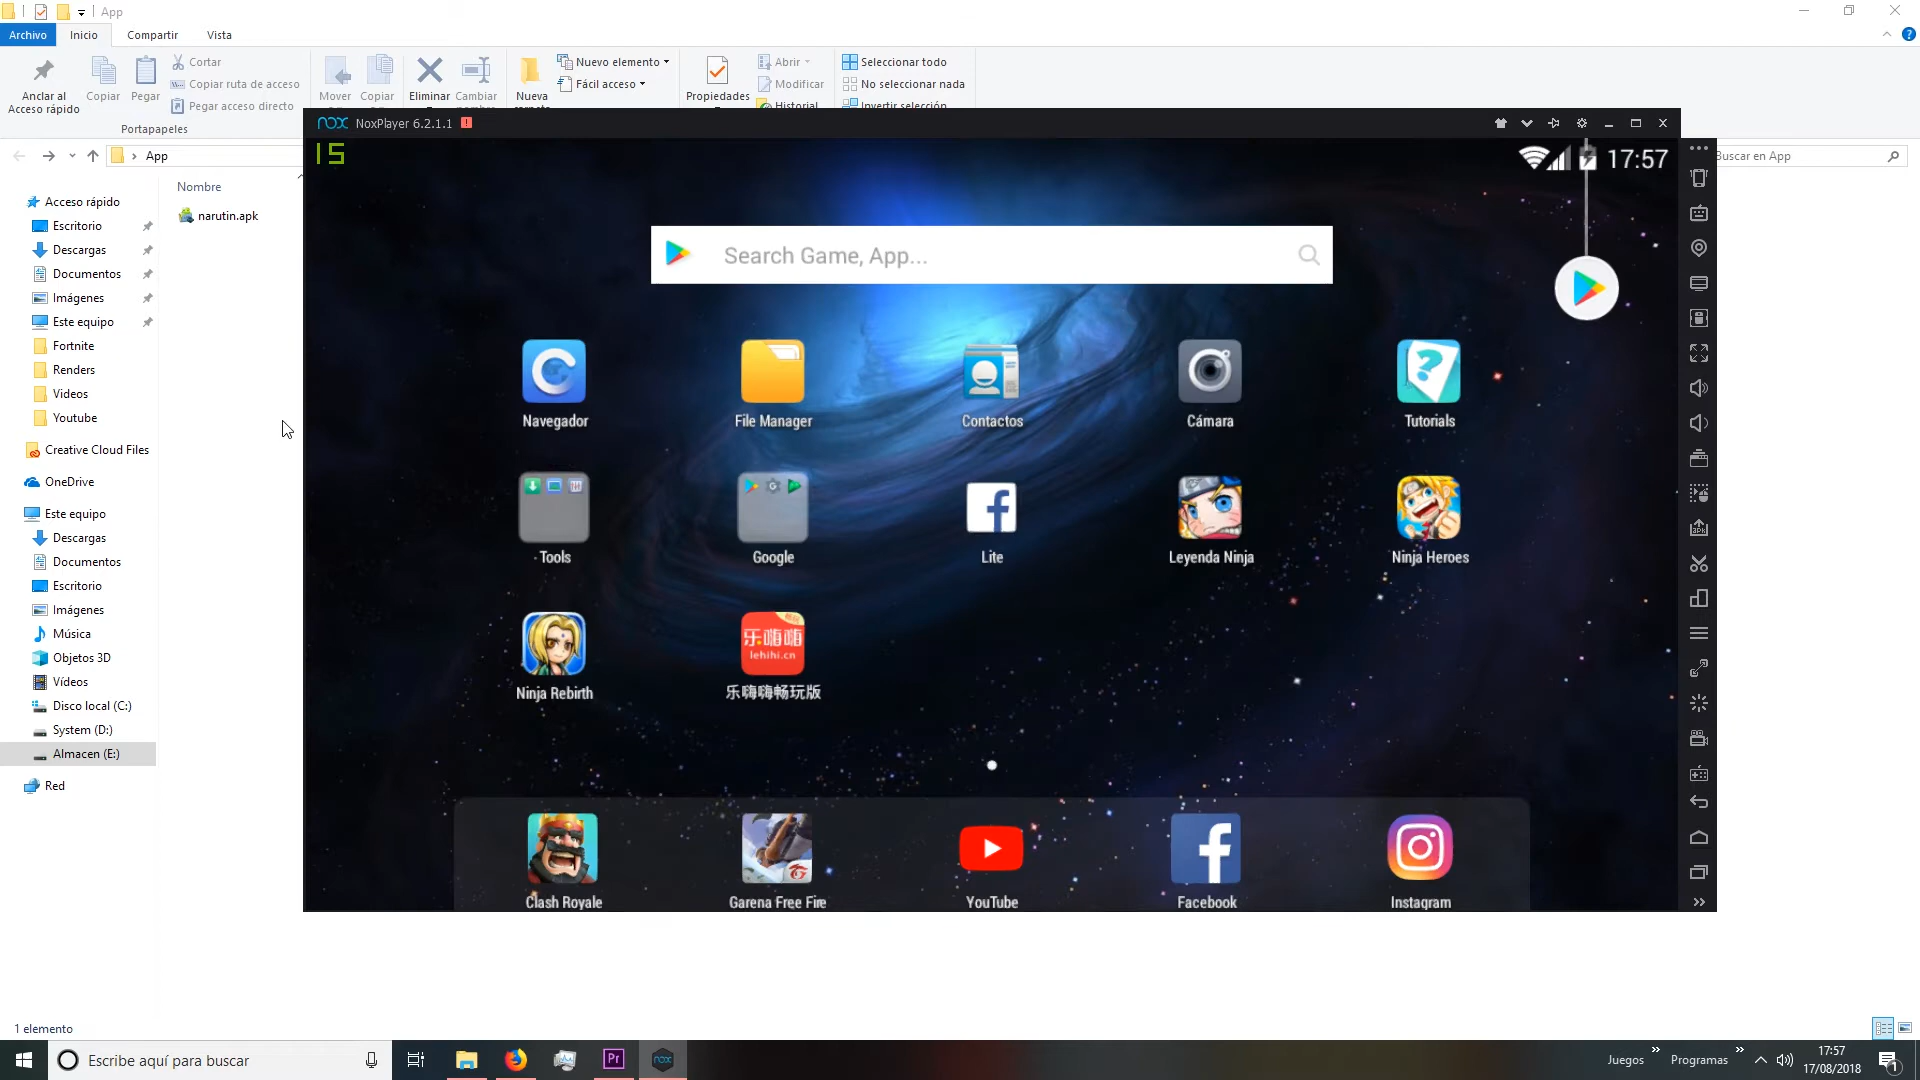 App
Archivo
Inicio
Compartir
Vista
Anclar al
Acceso rápido
Copiar
Pegar
Cortar
Copiar ruta de acceso
Pegar acceso directo
Portapapeles
Mover
Copiar
Eliminar
Cambiar
Nueva
Nuevo elemento
Fácil acceso
Propiedades
Abrir
Modificar
Historial
Seleccionar todo
No seleccionar nada
Invertir selección
App
Buscar en App
Acceso rápido
Escritorio
Descargas
Documentos
Imágenes
Este equipo
Fortnite
Renders
Videos
Youtube
Creative Cloud Files
OneDrive
Este equipo
Descargas
Documentos
Escritorio
Imágenes
Música
Objetos 3D
Vídeos
Disco local (C:)
System (D:)
Almacen (E:)
Red
Nombre
narutin.apk
nox NoxPlayer 6.2.1.1
15
17:57
Search Game, App...
Navegador
File Manager
Contactos
Cámara
Tutorials
Tools
Google
Lite
Leyenda Ninja
Ninja Heroes
乐嗨嗨
lehihi.cn
Ninja Rebirth
乐嗨嗨畅玩版
Clash Royale
Garena Free Fire
YouTube
Facebook
Instagram
1 elemento
Escribe aquí para buscar
Pr
nox
Juegos
Programas
17:57
17/08/2018
1